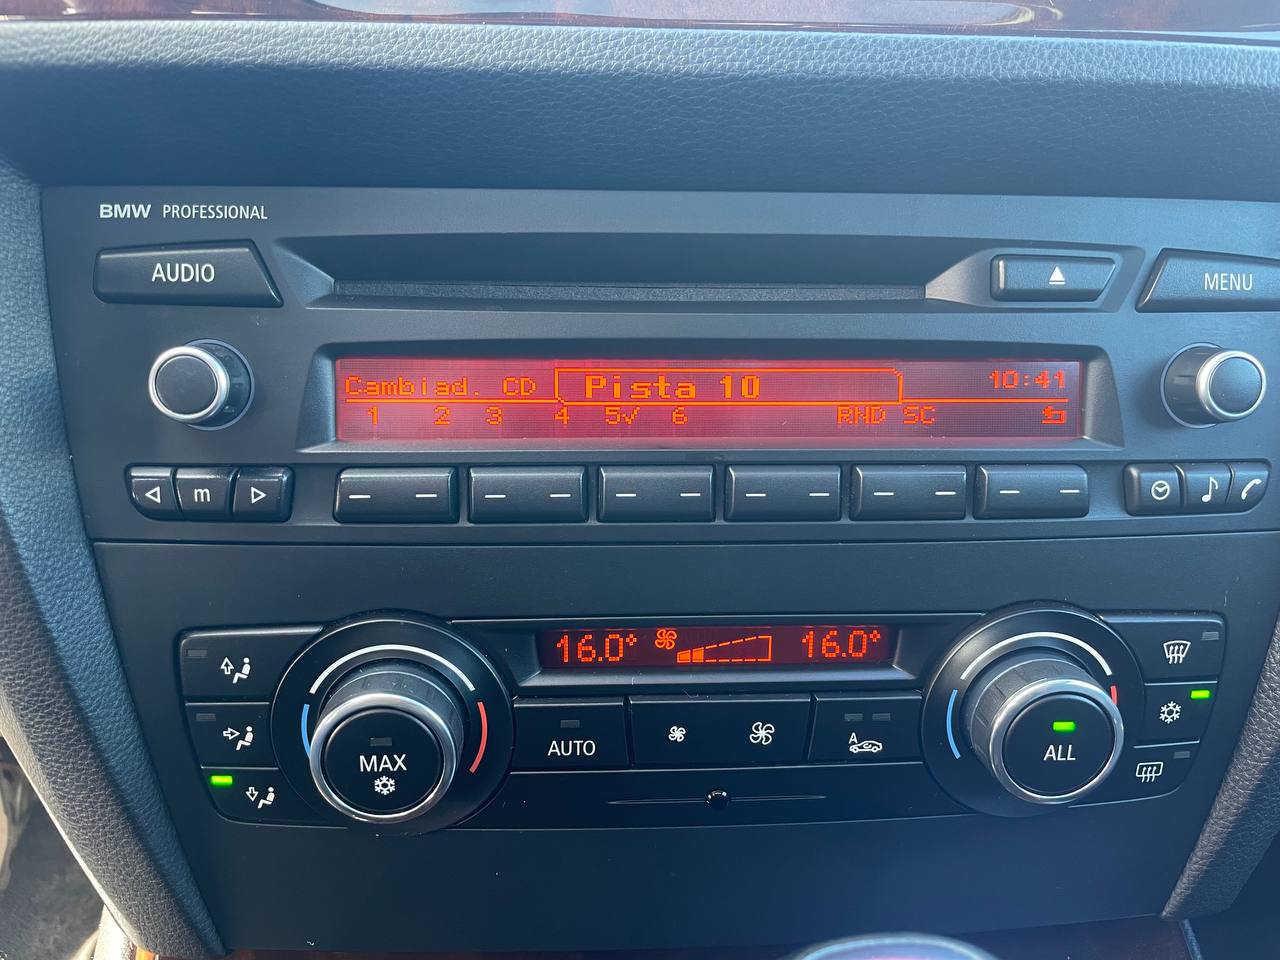 BMW PROFESSIONAL
AUDIO
MENU
Cambiad. CD Pista 10 10:41
1 2 3 4 5✓ 6 RND SC
m
16.0° 16.0°
MAX
AUTO
A
ALL